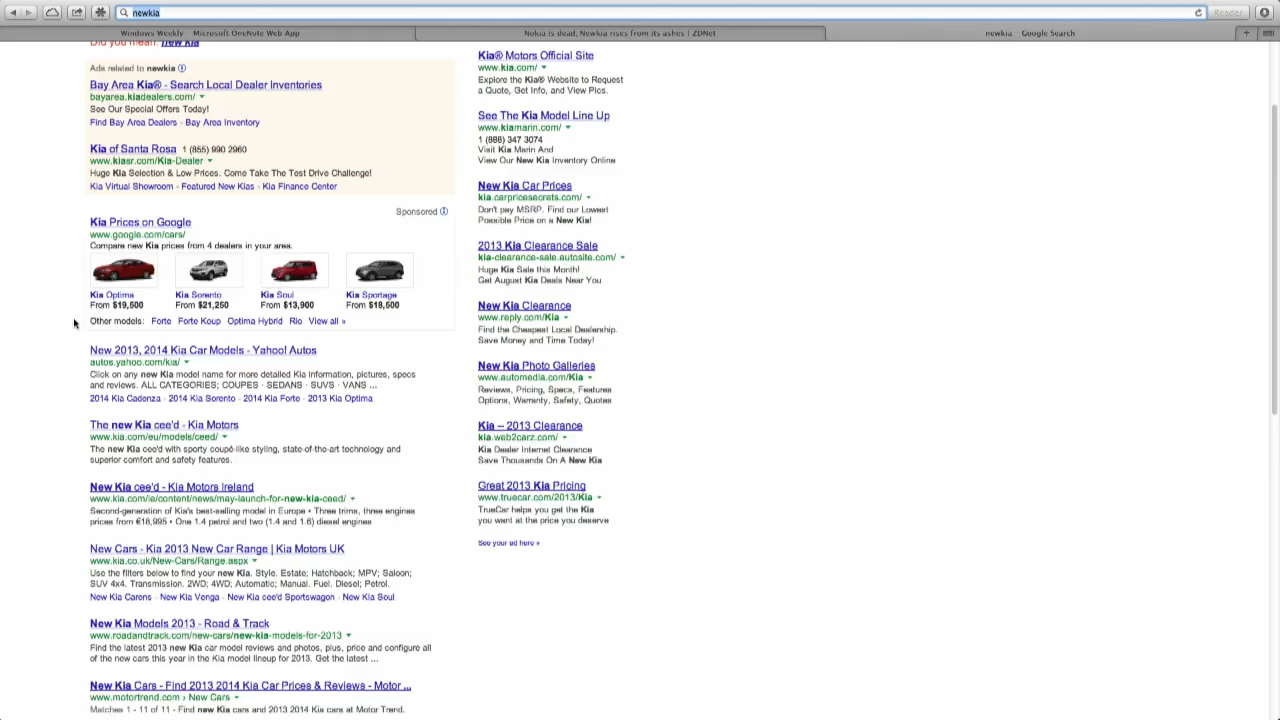 newkia
Reader
Windows Weekly - Microsoft OneNote Web App
Nokia is dead, Newkia rises from its ashes | ZDNet
newkia - Google Search
Did you mean: new kia
Ads related to newkia
Bay Area Kia® - Search Local Dealer Inventories
bayarea.kiadealers.com/
See Our Special Offers Today!
Find Bay Area Dealers - Bay Area Inventory
Kia of Santa Rosa 1 (855) 990 2960
www.kiasr.com/Kia-Dealer
Huge Kia Selection & Low Prices. Come Take The Test Drive Challenge!
Kia Virtual Showroom - Featured New Kias - Kia Finance Center
Sponsored
Kia Prices on Google
www.google.com/cars/
Compare new Kia prices from 4 dealers in your area.
Kia Optima
From $19,500
Kia Sorento
From $21,250
Kia Soul
From $13,900
Kia Sportage
From $18,500
Other models: Forte Forte Koup Optima Hybrid Rio View all »
New 2013, 2014 Kia Car Models - Yahoo! Autos
autos.yahoo.com/kia/
Click on any new Kia model name for more detailed Kia information, pictures, specs
and reviews. ALL CATEGORIES; COUPES · SEDANS · SUVS · VANS ...
2014 Kia Cadenza - 2014 Kia Sorento - 2014 Kia Forte - 2013 Kia Optima
The new Kia cee'd - Kia Motors
www.kia.com/eu/models/ceed/
The new Kia cee'd with sporty coupé-like styling, state-of-the-art technology and
superior comfort and safety features.
New Kia cee'd - Kia Motors Ireland
www.kia.com/ie/content/news/may-launch-for-new-kia-ceed/
Second-generation of Kia's best-selling model in Europe • Three trims, three engines
prices from €18,995 • One 1.4 petrol and two (1.4 and 1.6) diesel engines
New Cars - Kia 2013 New Car Range | Kia Motors UK
www.kia.co.uk/New-Cars/Range.aspx
Use the filters below to find your new Kia. Style. Estate; Hatchback; MPV; Saloon;
SUV 4x4. Transmission. 2WD; 4WD; Automatic; Manual. Fuel. Diesel; Petrol.
New Kia Carens - New Kia Venga - New Kia cee'd Sportswagon - New Kia Soul
New Kia Models 2013 - Road & Track
www.roadandtrack.com/new-cars/new-kia-models-for-2013
Find the latest 2013 new Kia car model reviews and photos, plus, price and configure all
of the new cars this year in the Kia model lineup for 2013. Get the latest ...
New Kia Cars - Find 2013 2014 Kia Car Prices & Reviews - Motor ...
www.motortrend.com › New Cars
Matches 1 - 11 of 11 - Find new Kia cars and 2013 2014 Kia cars at Motor Trend.
Kia® Motors Official Site
www.kia.com/
Explore the Kia® Website to Request
a Quote, Get Info, and View Pics.
See The Kia Model Line Up
www.kiamarin.com/
1 (888) 347 3074
Visit Kia Marin And
View Our New Kia Inventory Online
New Kia Car Prices
kia.carpricesecrets.com/
Don't pay MSRP. Find our Lowest
Possible Price on a New Kia!
2013 Kia Clearance Sale
kia-clearance-sale.autosite.com/
Huge Kia Sale this Month!
Get August Kia Deals Near You
New Kia Clearance
www.reply.com/Kia
Find the Cheapest Local Dealership.
Save Money and Time Today!
New Kia Photo Galleries
www.automedia.com/Kia
Reviews, Pricing, Specs, Features
Options, Warranty, Safety, Quotes
Kia – 2013 Clearance
kia.web2carz.com/
Kia Dealer Internet Clearance
Save Thousands On A New Kia
Great 2013 Kia Pricing
www.truecar.com/2013/Kia
TrueCar helps you get the Kia
you want at the price you deserve
See your ad here »